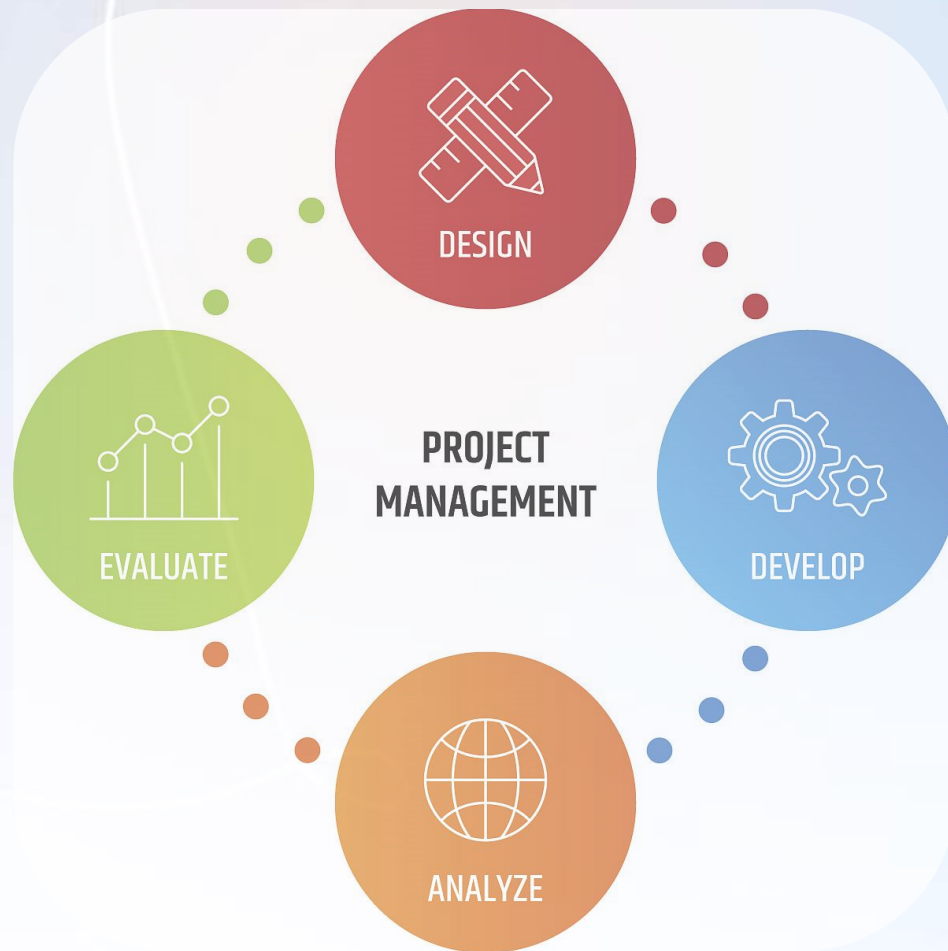 DESIGN
PROJECT
MANAGEMENT
EVALUATE
DEVELOP
ANALYZE